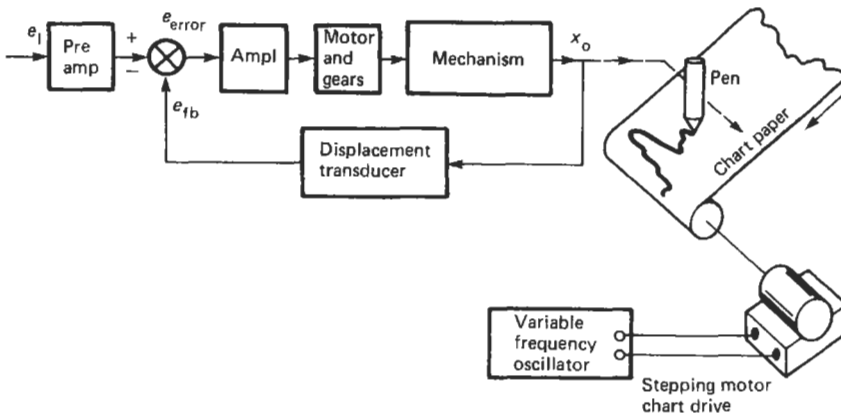 e_i
Pre
amp
+
−
e_error
e_fb
Ampl
Motor
and
gears
Mechanism
x_o
Displacement
transducer
Pen
Chart paper
Variable
frequency
oscillator
Stepping motor
chart drive